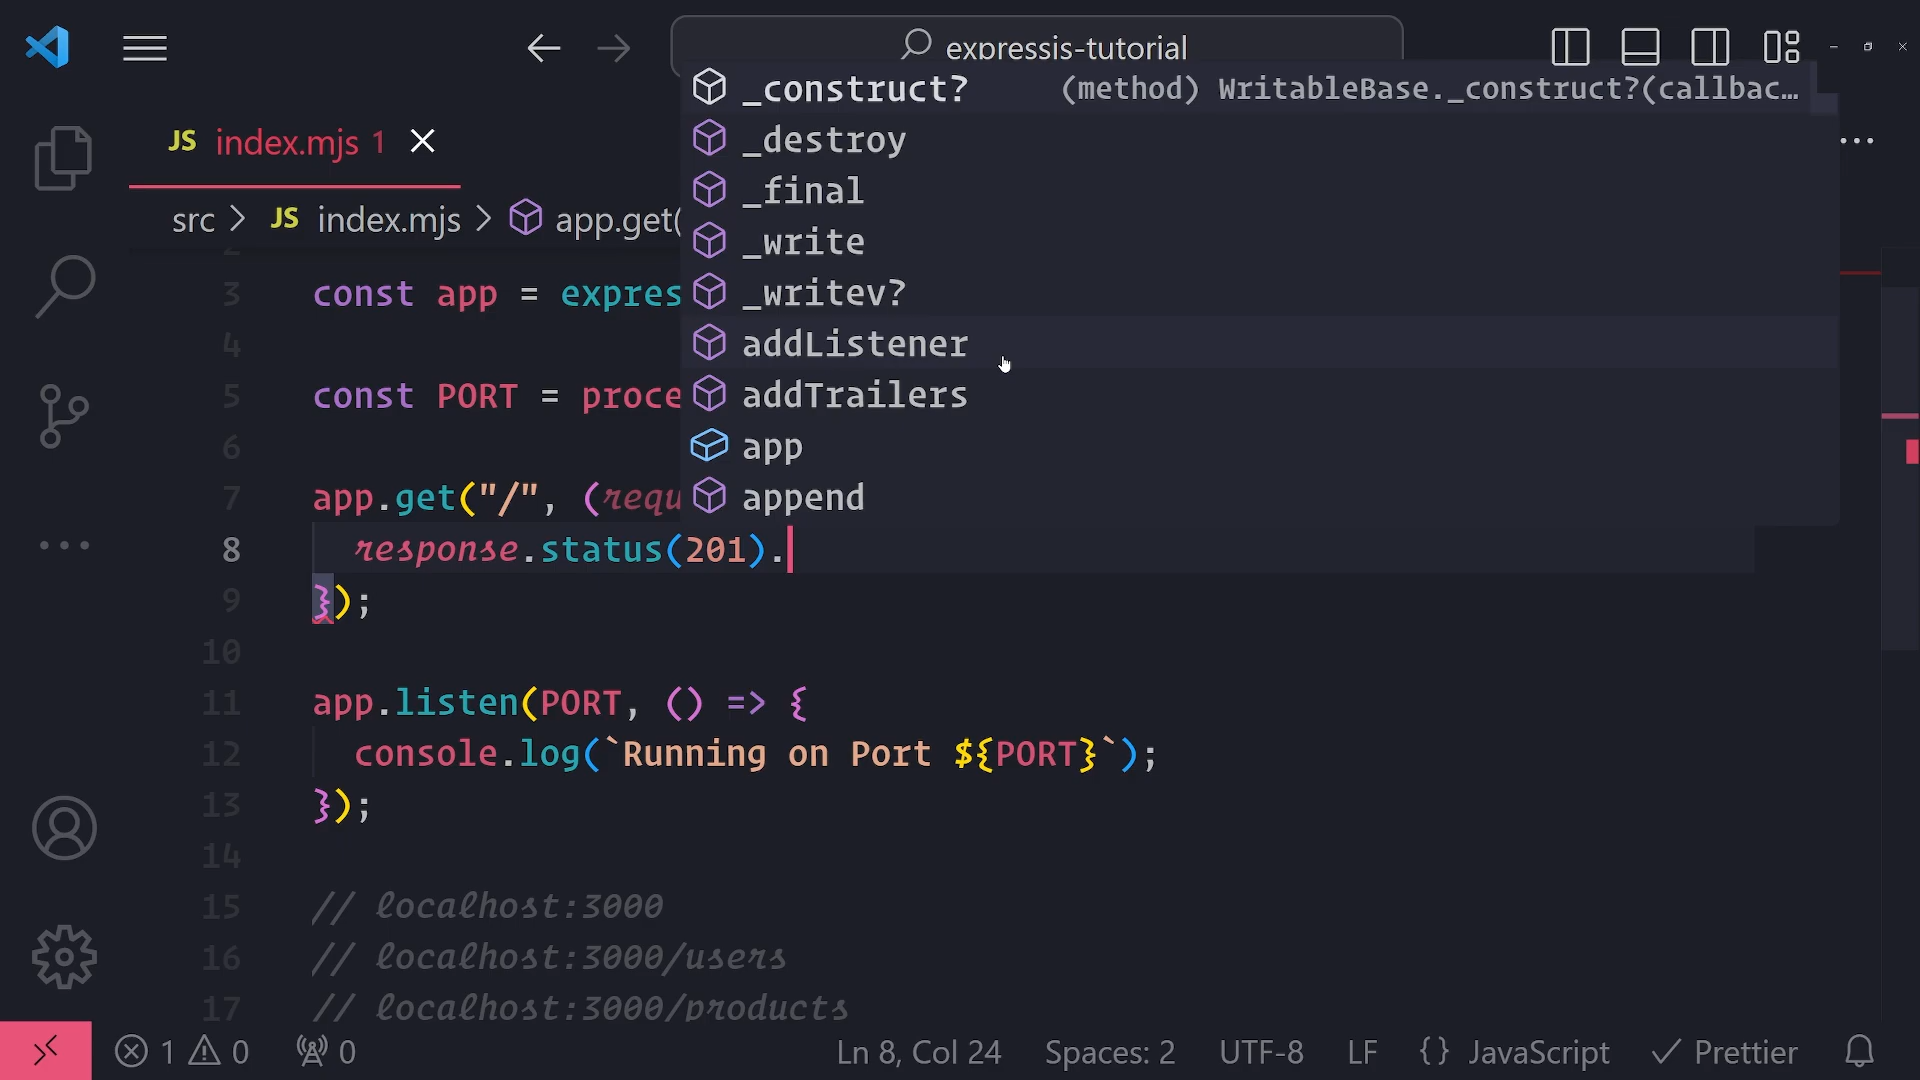 expressjs-tutorial
_construct? (method) WritableBase._construct?(callbac…
_destroy
_final
_write
_writev?
addListener
addTrailers
app
append
JS index.mjs 1
src > JS index.mjs > app.get(
2
3 const app = expres
4
5 const PORT = proce
6
7 app.get("/", (requ
8 response.status(201).
9 });
10
11 app.listen(PORT, () => {
12 console.log(`Running on Port ${PORT}`);
13 });
14
15 // localhost:3000
16 // localhost:3000/users
17 // localhost:3000/products
1 0 0 Ln 8, Col 24 Spaces: 2 UTF-8 LF {} JavaScript Prettier